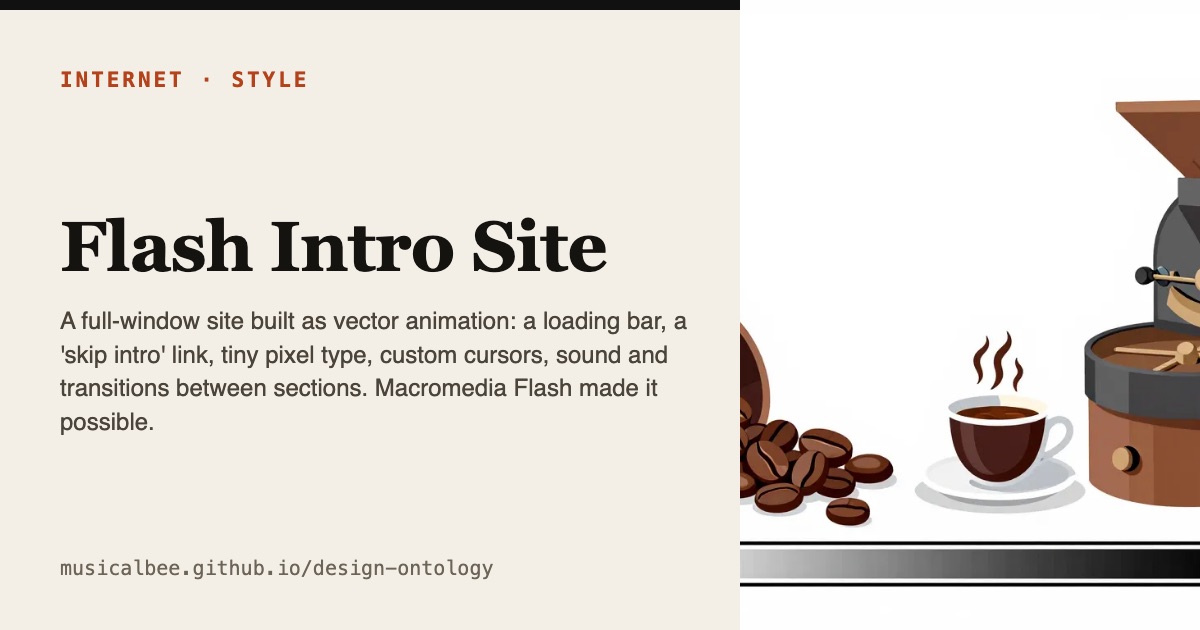 INTERNET · STYLE
Flash Intro Site
A full-window site built as vector animation: a loading bar, a
'skip intro' link, tiny pixel type, custom cursors, sound and
transitions between sections. Macromedia Flash made it
possible.
musicalbee.github.io/design-ontology